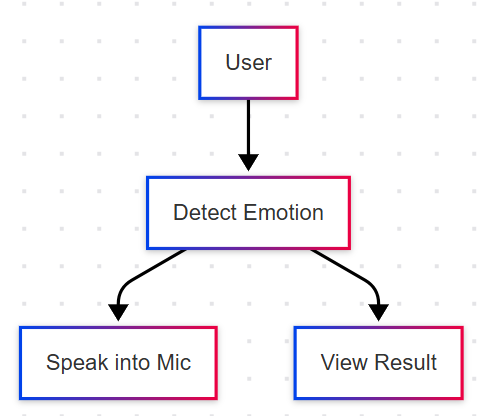 User
Detect Emotion
Speak into Mic
View Result